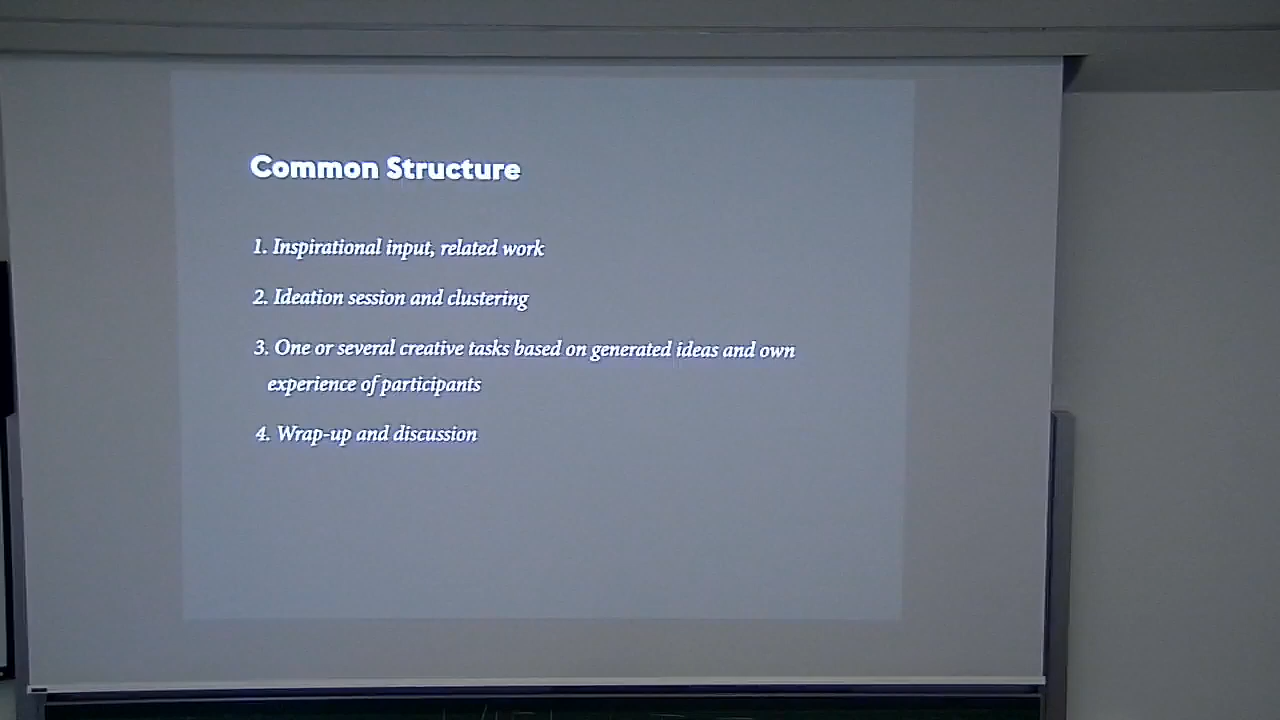 Common Structure
1. Inspirational input, related work
2. Ideation session and clustering
3. One or several creative tasks based on generated ideas and own
experience of participants
4. Wrap-up and discussion